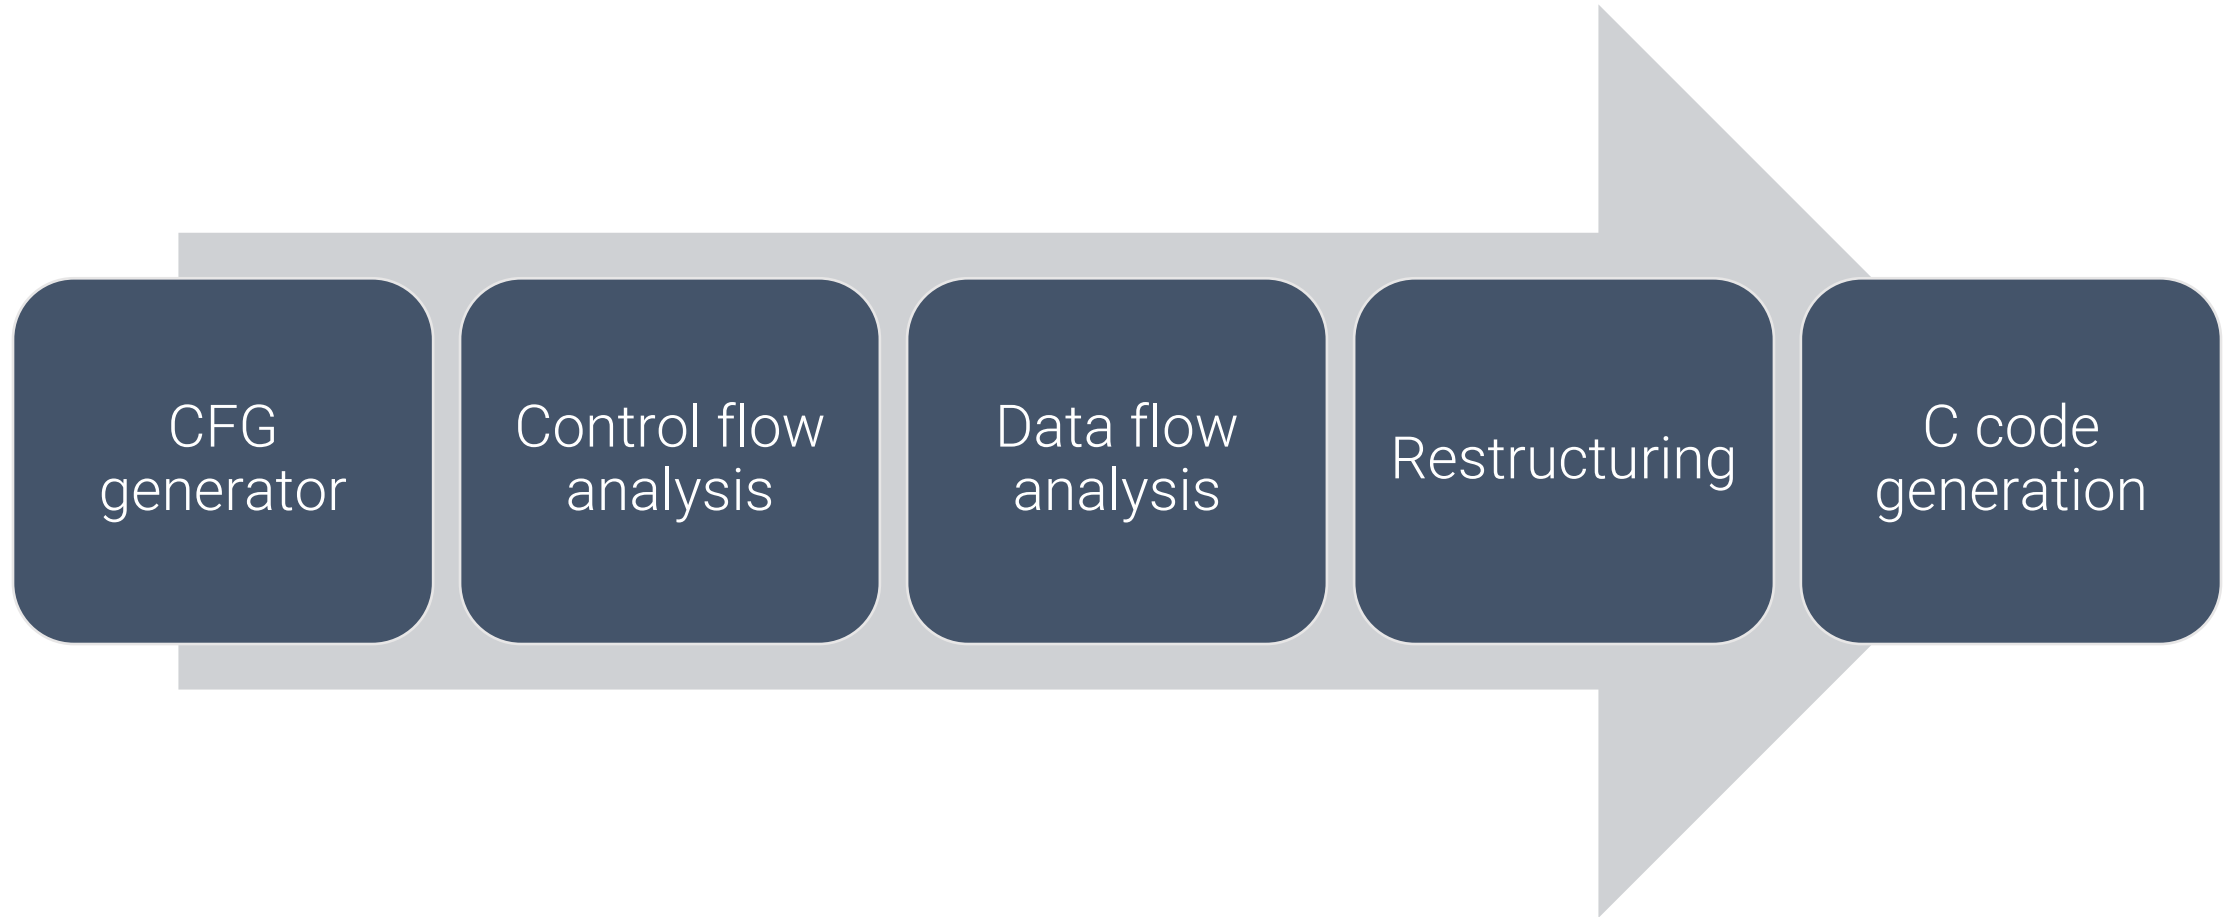 CFG
generator
Control flow
analysis
Data flow
analysis
Restructuring
C code
generation